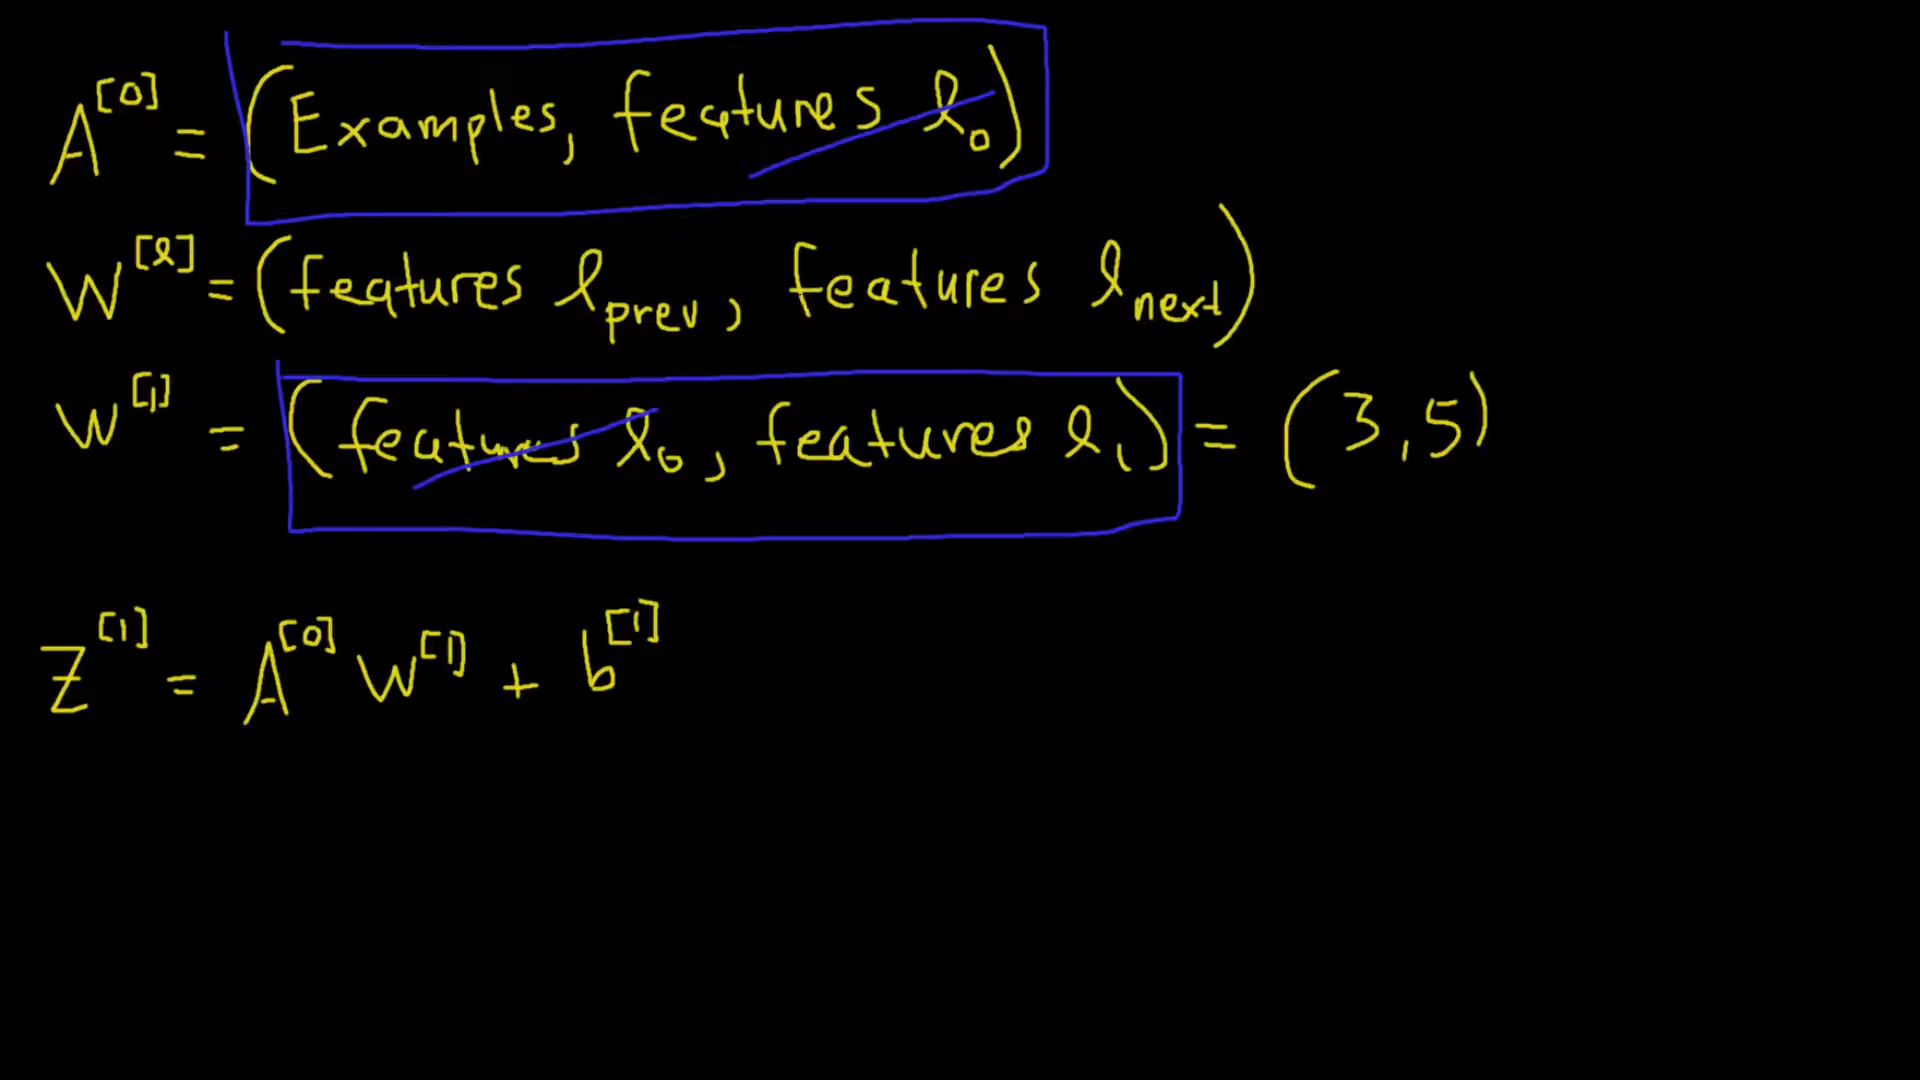 A^[0] = (Examples, features l_0)
W^[l] = (features l_prev, features l_next)
W^[1] = (features l_0, features l_1) = (3,5)
Z^[1] = A^[0] W^[1] + b^[1]